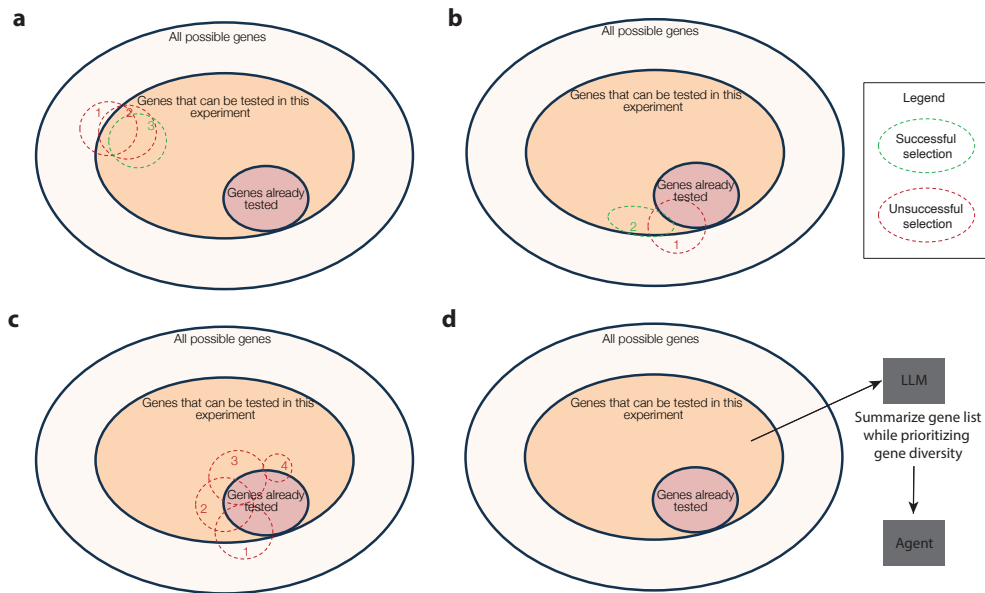 a
All possible genes
Genes that can be tested in this
experiment
1
2
3
Genes already
tested
b
All possible genes
Genes that can be tested in this
experiment
Genes already
tested
2
1
Legend
Successful
selection
Unsuccessful
selection
c
All possible genes
Genes that can be tested in this
experiment
3
4
Genes already
tested
2
1
d
All possible genes
Genes that can be tested in this
experiment
Genes already
tested
LLM
Summarize gene list
while prioritizing
gene diversity
Agent